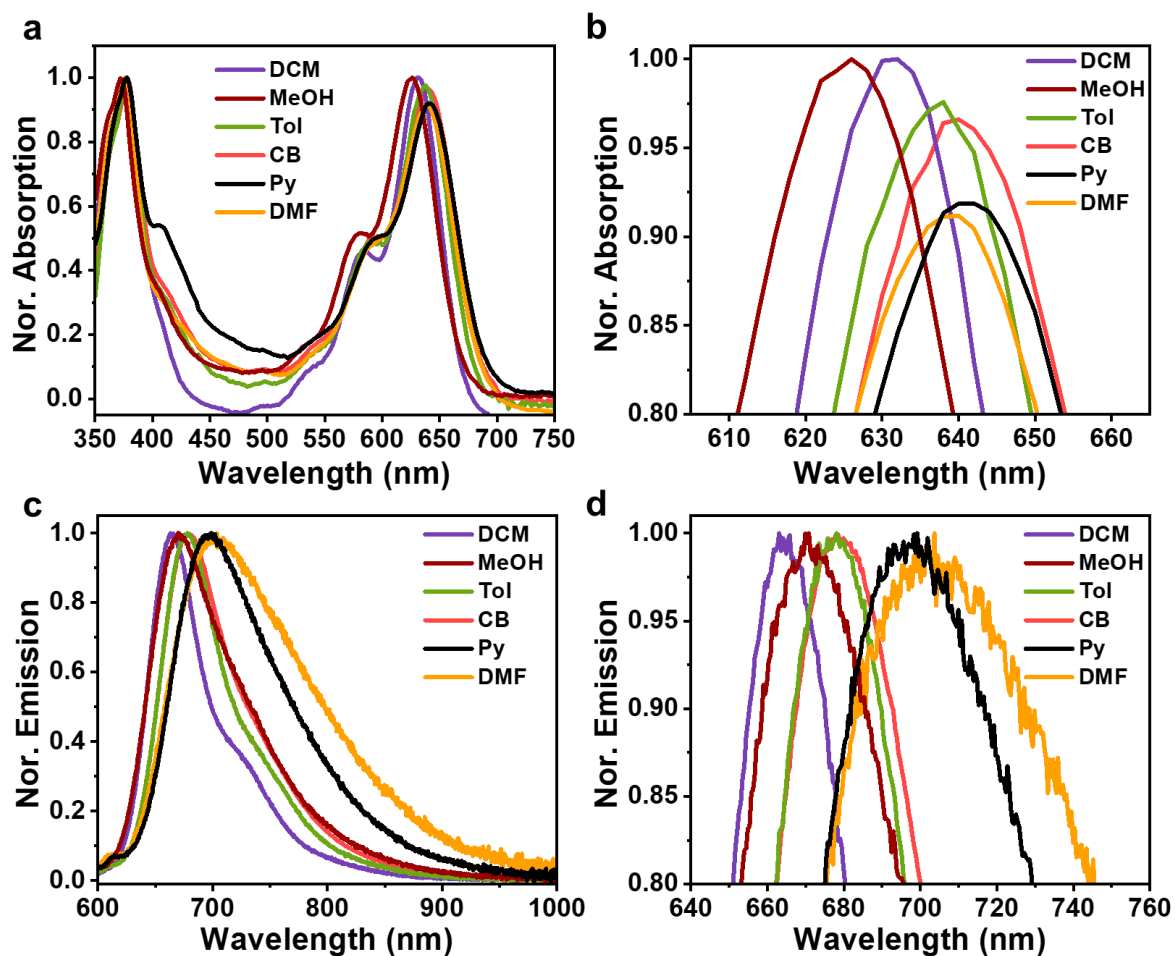 a
Nor. Absorption
1.0
0.8
0.6
0.4
0.2
0.0
DCM
MeOH
Tol
CB
Py
DMF
350 400 450 500 550 600 650 700 750
Wavelength (nm)
b
Nor. Absorption
1.00
0.95
0.90
0.85
0.80
DCM
MeOH
Tol
CB
Py
DMF
610 620 630 640 650 660
Wavelength (nm)
c
Nor. Emission
1.0
0.8
0.6
0.4
0.2
0.0
DCM
MeOH
Tol
CB
Py
DMF
600 700 800 900 1000
Wavelength (nm)
d
Nor. Emission
1.00
0.95
0.90
0.85
0.80
DCM
MeOH
Tol
CB
Py
DMF
640 660 680 700 720 740 760
Wavelength (nm)